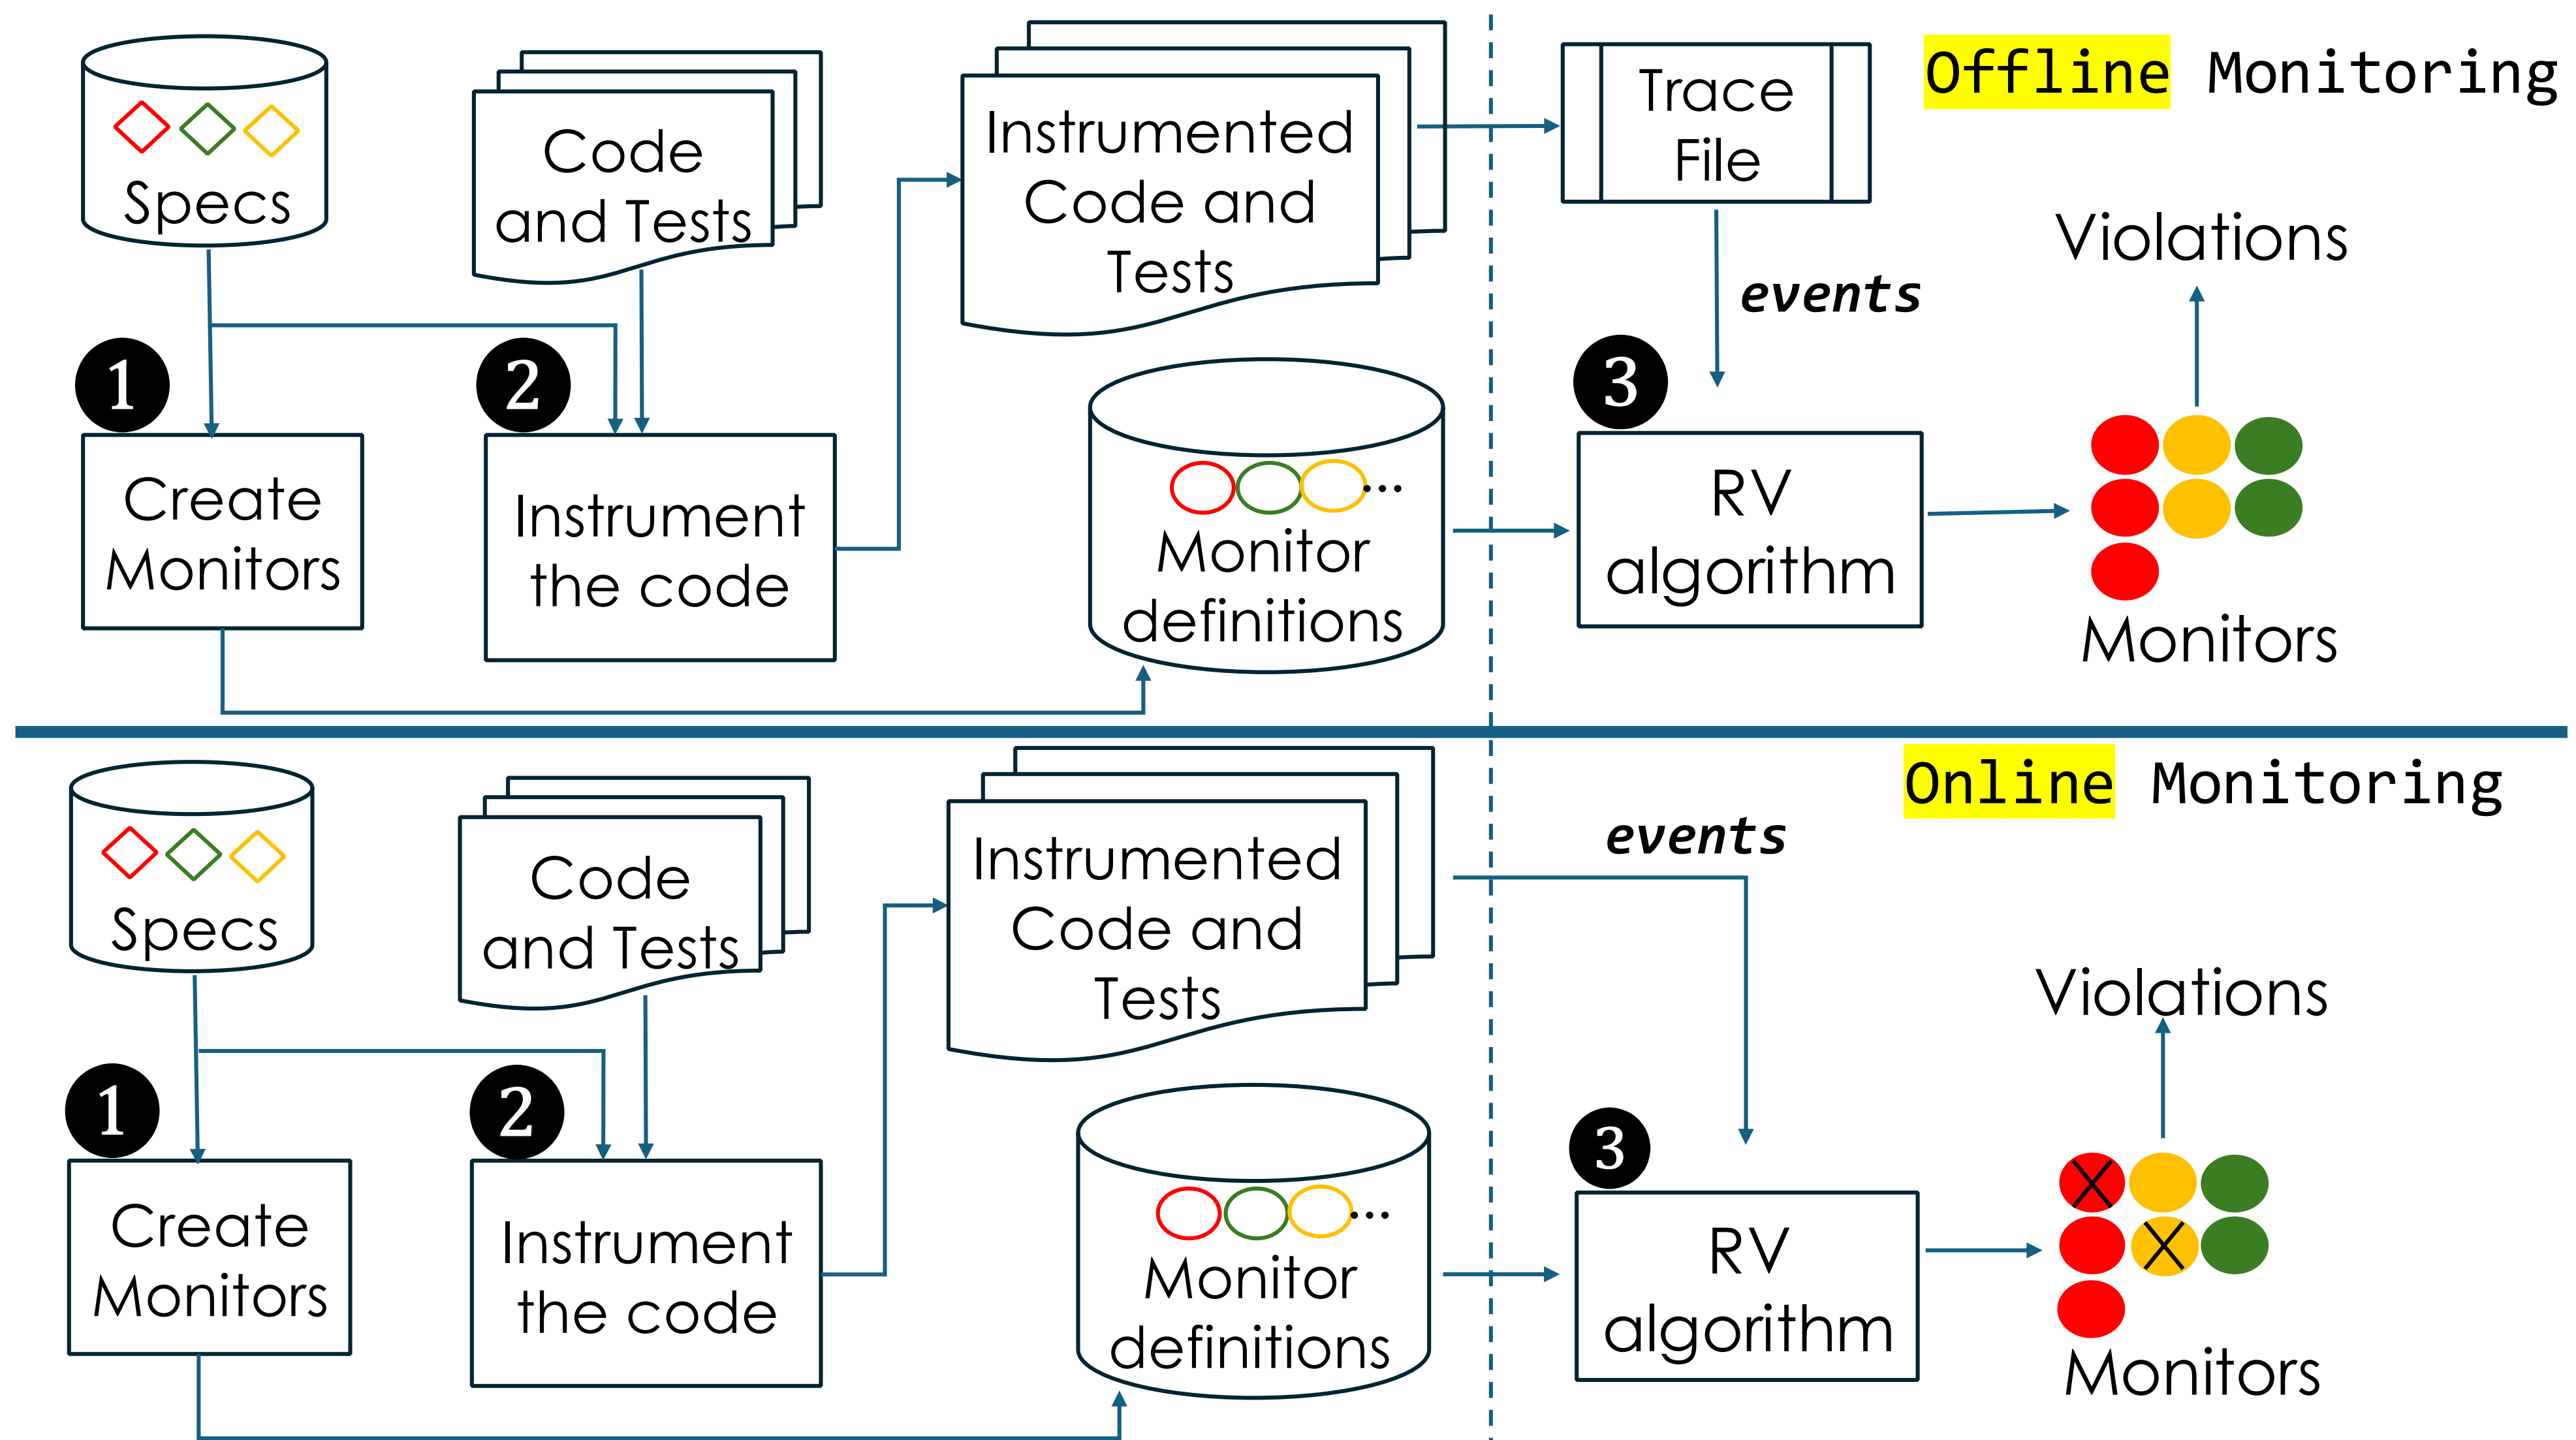 Offline Monitoring
Specs
Code
and Tests
Instrumented
Code and
Tests
Trace
File
Violations
events
1
2
3
Create
Monitors
Instrument
the code
...
Monitor
definitions
RV
algorithm
Monitors
Online Monitoring
Specs
Code
and Tests
Instrumented
Code and
Tests
events
Violations
1
2
3
Create
Monitors
Instrument
the code
...
Monitor
definitions
RV
algorithm
Monitors